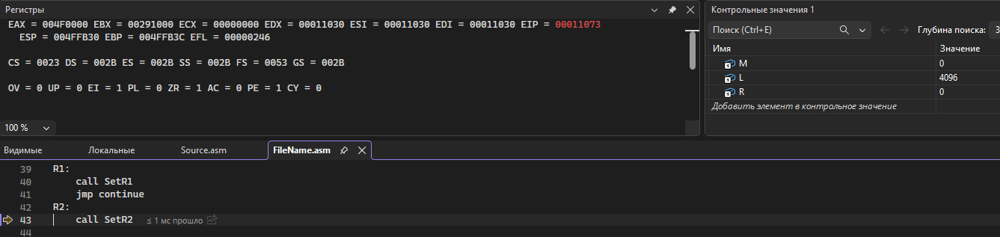 Регистры
EAX = 004F0000 EBX = 00291000 ECX = 00000000 EDX = 00011030 ESI = 00011030 EDI = 00011030 EIP = 00011073
ESP = 004FFB30 EBP = 004FFB3C EFL = 00000246
CS = 0023 DS = 002B ES = 002B SS = 002B FS = 0053 GS = 002B
OV = 0 UP = 0 EI = 1 PL = 0 ZR = 1 AC = 0 PE = 1 CY = 0
100 %
Контрольные значения 1
Поиск (Ctrl+E) Глубина поиска: 3
Имя Значение
M 0
L 4096
R 0
Добавить элемент в контрольное значение
Видимые Локальные Source.asm FileName.asm
39 R1:
40 call SetR1
41 jmp continue
42 R2:
43 call SetR2 ≤ 1 мс прошло
44